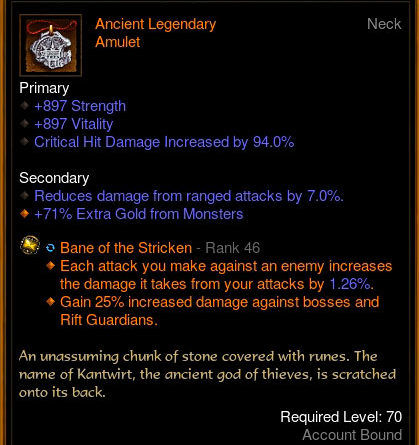 Ancient Legendary Neck
Amulet
Primary
+897 Strength
+897 Vitality
Critical Hit Damage Increased by 94.0%
Secondary
Reduces damage from ranged attacks by 7.0%.
+71% Extra Gold from Monsters
Bane of the Stricken - Rank 46
Each attack you make against an enemy increases
the damage it takes from your attacks by 1.26%.
Gain 25% increased damage against bosses and
Rift Guardians.
An unassuming chunk of stone covered with runes. The
name of Kantwirt, the ancient god of thieves, is scratched
onto its back.
Required Level: 70
Account Bound